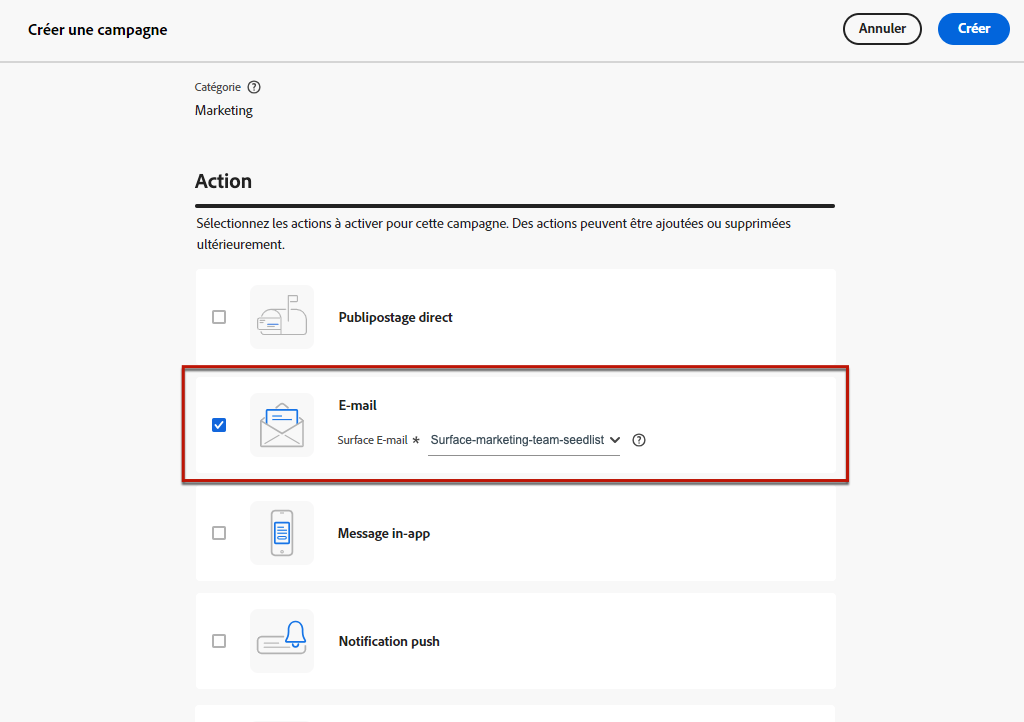 Créer une campagne
Annuler
Créer
Catégorie
Marketing
Action
Sélectionnez les actions à activer pour cette campagne. Des actions peuvent être ajoutées ou supprimées
ultérieurement.
Publipostage direct
E-mail
Surface E-mail * Surface-marketing-team-seedlist
Message in-app
Notification push